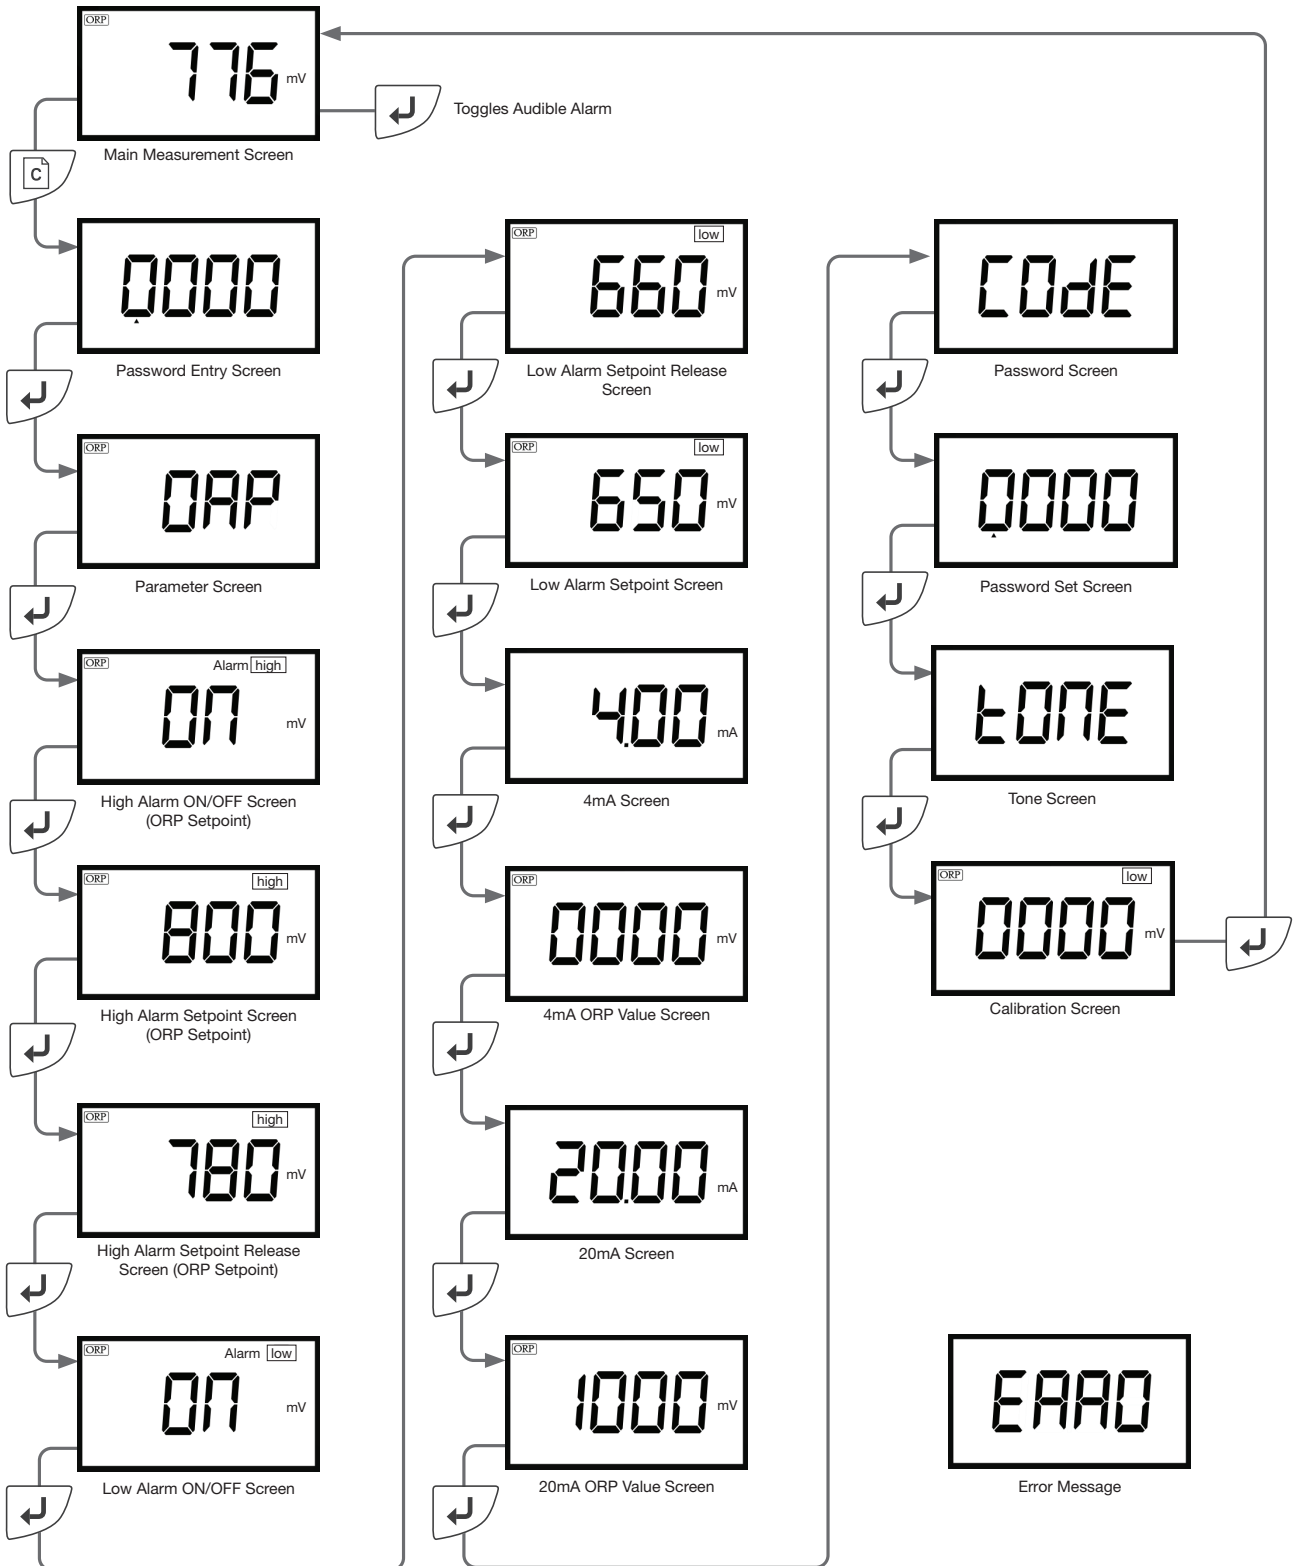 ORP
776 mV
Toggles Audible Alarm
Main Measurement Screen
C
0000
Password Entry Screen
ORP
OAP
Parameter Screen
ORP Alarm high
ON mV
High Alarm ON/OFF Screen
(ORP Setpoint)
ORP high
800 mV
High Alarm Setpoint Screen
(ORP Setpoint)
ORP high
780 mV
High Alarm Setpoint Release
Screen (ORP Setpoint)
ORP Alarm low
ON mV
Low Alarm ON/OFF Screen
ORP low
660 mV
Low Alarm Setpoint Release
Screen
ORP low
650 mV
Low Alarm Setpoint Screen
4.00 mA
4mA Screen
ORP
0000 mV
4mA ORP Value Screen
20.00 mA
20mA Screen
ORP
1000 mV
20mA ORP Value Screen
COdE
Password Screen
0000
Password Set Screen
tONE
Tone Screen
ORP low
0000 mV
Calibration Screen
EAAO
Error Message